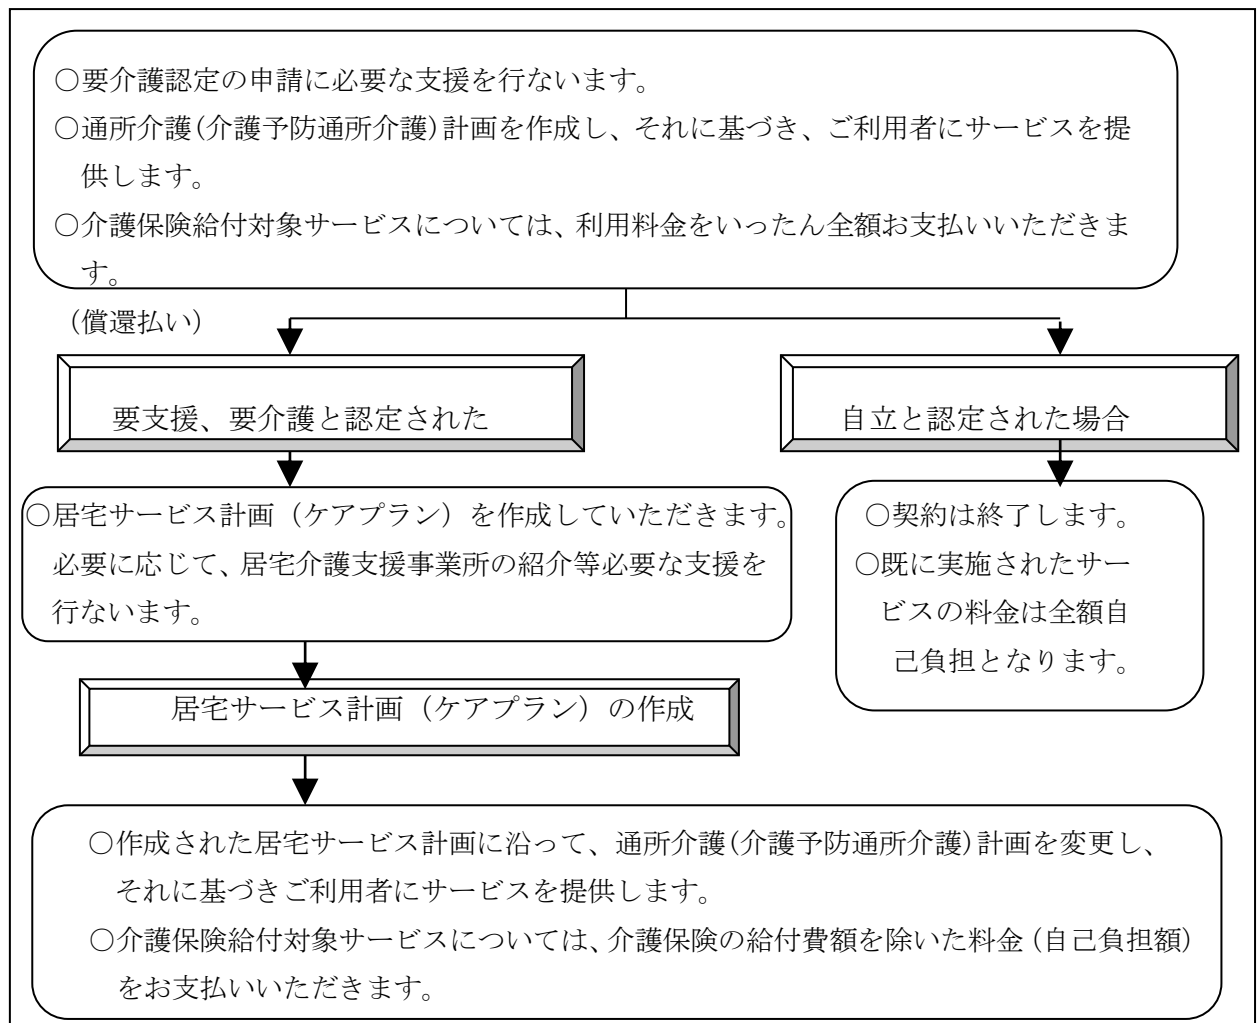 ○要介護認定の申請に必要な支援を行ないます。
○通所介護(介護予防通所介護)計画を作成し、それに基づき、ご利用者にサービスを提
供します。
○介護保険給付対象サービスについては、利用料金をいったん全額お支払いいただきま
す。
(償還払い)
要支援、要介護と認定された
自立と認定された場合
○居宅サービス計画（ケアプラン）を作成していただきます。
必要に応じて、居宅介護支援事業所の紹介等必要な支援を
行ないます。
○契約は終了します。
○既に実施されたサー
ビスの料金は全額自
己負担となります。
居宅サービス計画（ケアプラン）の作成
○作成された居宅サービス計画に沿って、通所介護(介護予防通所介護)計画を変更し、
それに基づきご利用者にサービスを提供します。
○介護保険給付対象サービスについては、介護保険の給付費額を除いた料金(自己負担額)
をお支払いいただきます。